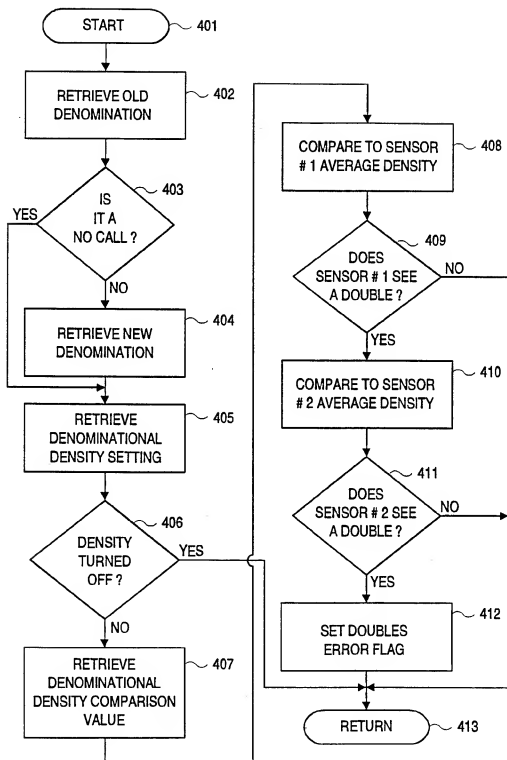 START
401
RETRIEVE OLD
DENOMINATION
402
403
IS
IT A
NO CALL ?
YES
NO
RETRIEVE NEW
DENOMINATION
404
RETRIEVE
DENOMINATIONAL
DENSITY SETTING
405
406
DENSITY
TURNED
OFF ?
YES
NO
RETRIEVE
DENOMINATIONAL
DENSITY COMPARISON
VALUE
407
COMPARE TO SENSOR
# 1 AVERAGE DENSITY
408
409
DOES
SENSOR # 1 SEE
A DOUBLE ?
NO
YES
COMPARE TO SENSOR
# 2 AVERAGE DENSITY
410
411
DOES
SENSOR # 2 SEE
A DOUBLE ?
NO
YES
SET DOUBLES
ERROR FLAG
412
RETURN
413